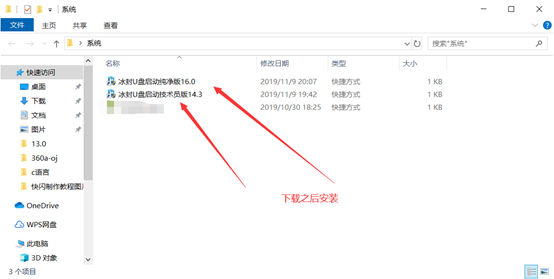 系统
文件 主页 共享 查看
系统
搜索"系统"
名称 修改日期 类型 大小
快速访问
桌面
下载
文档
图片
13.0
360a-oj
c语言
快闪制作教程图片
OneDrive
WPS网盘
此电脑
3D 对象
冰封U盘启动纯净版16.0 2019/11/9 20:07 快捷方式 1 KB
冰封U盘启动技术员版14.3 2019/11/9 19:42 快捷方式 1 KB
2019/10/30 18:25 快捷方式 1 KB
下载之后安装
3 个项目